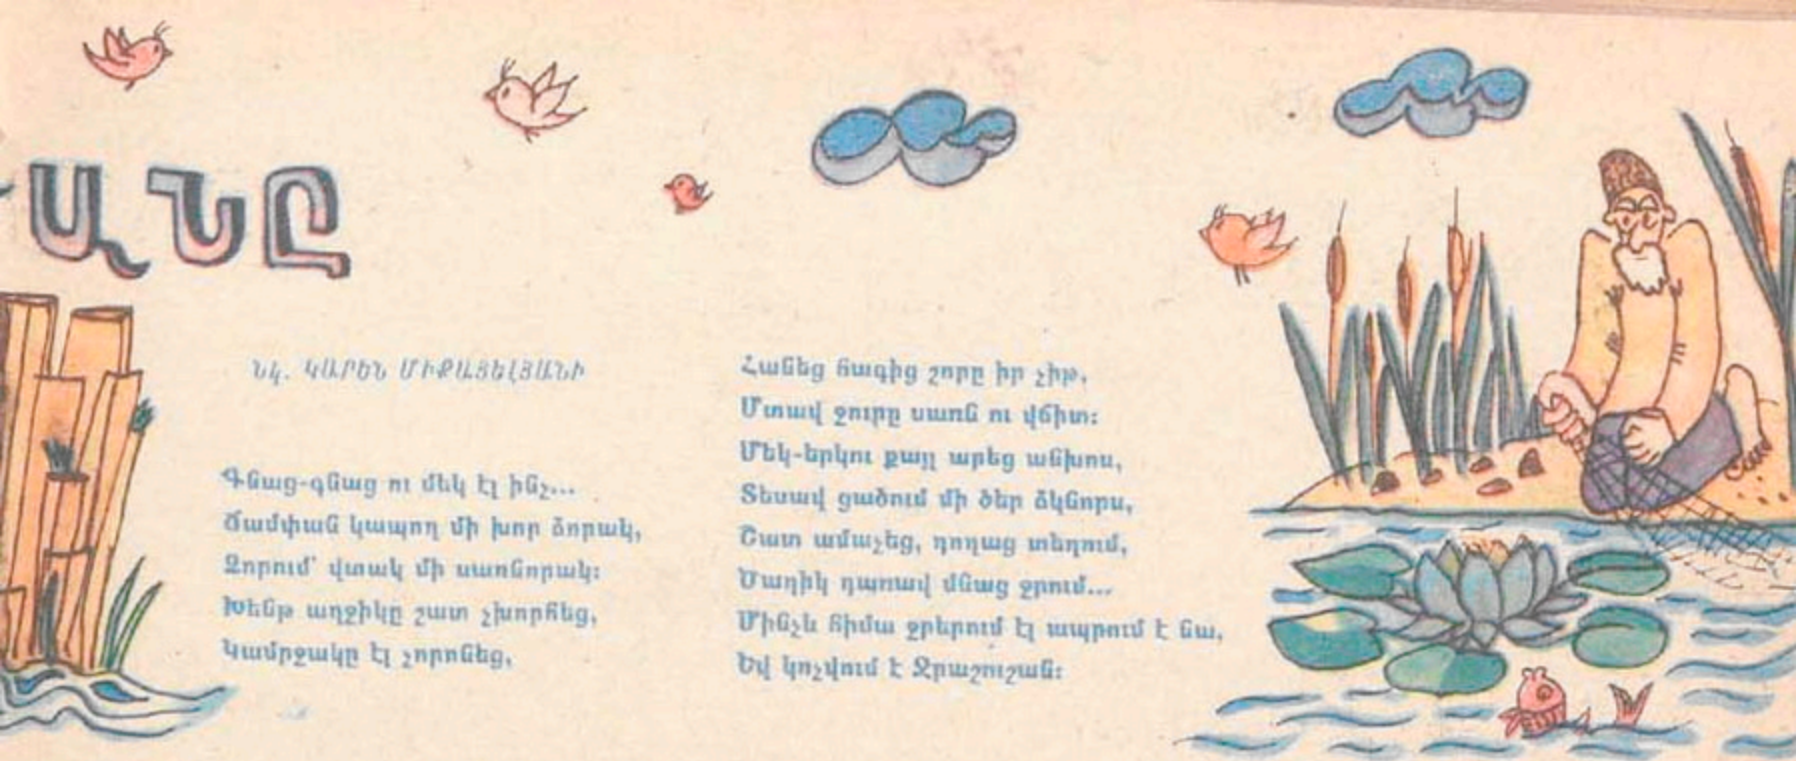 ԱՆԸ
Նկ. ԿԱՐԵՆ ՄԻՔԱՅԵԼՅԱՆԻ
Գնաց-գնաց ու մեկ էլ ինչ...
Ճամփան կապող մի խոր ձորակ,
Ձորում՝ վտակ մի սառնորակ։
Խենթ աղջիկը շատ չխորհեց,
Կամրջակը էլ չորոնեց,
Հանեց հագից շորը իր չիթ,
Մտավ ջուրը սառն ու վճիտ։
Մեկ-երկու քայլ արեց անխոս,
Տեսավ ցածում մի ծեր ձկնորս,
Շատ ամաչեց, դողաց տեղում,
Ծաղիկ դառավ մնաց ջրում...
Մինչև հիմա ջրերում էլ ապրում է նա,
Եվ կոչվում է Ջրաշուշան։